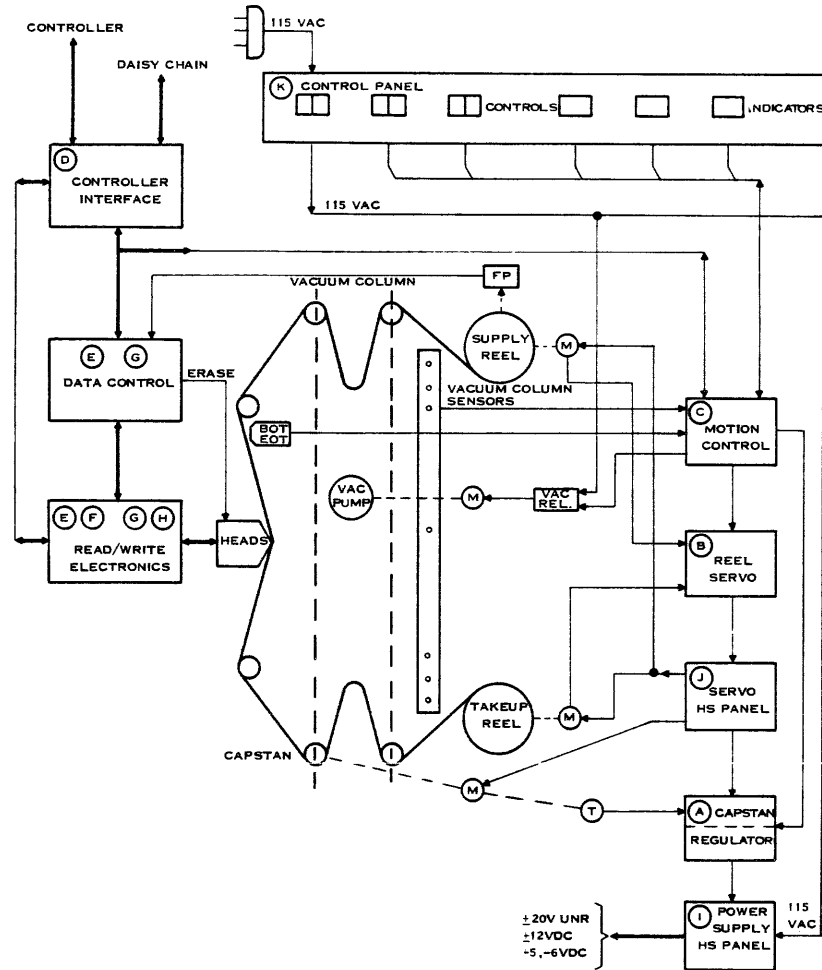 CONTROLLER
115 VAC
DAISY CHAIN
K CONTROL PANEL
CONTROLS
INDICATORS
D
CONTROLLER
INTERFACE
115 VAC
VACUUM COLUMN
FP
SUPPLY
REEL
M
E G
DATA CONTROL
ERASE
VACUUM COLUMN
SENSORS
C
MOTION
CONTROL
BOT
EOT
VAC
PUMP
M
VAC
REL.
E F G H
READ/WRITE
ELECTRONICS
HEADS
B
REEL
SERVO
J
SERVO
HS PANEL
TAKEUP
REEL
M
CAPSTAN
M
T
A CAPSTAN
REGULATOR
I POWER
SUPPLY
HS PANEL
115
VAC
±20V UNR
±12VDC
+5,-6VDC